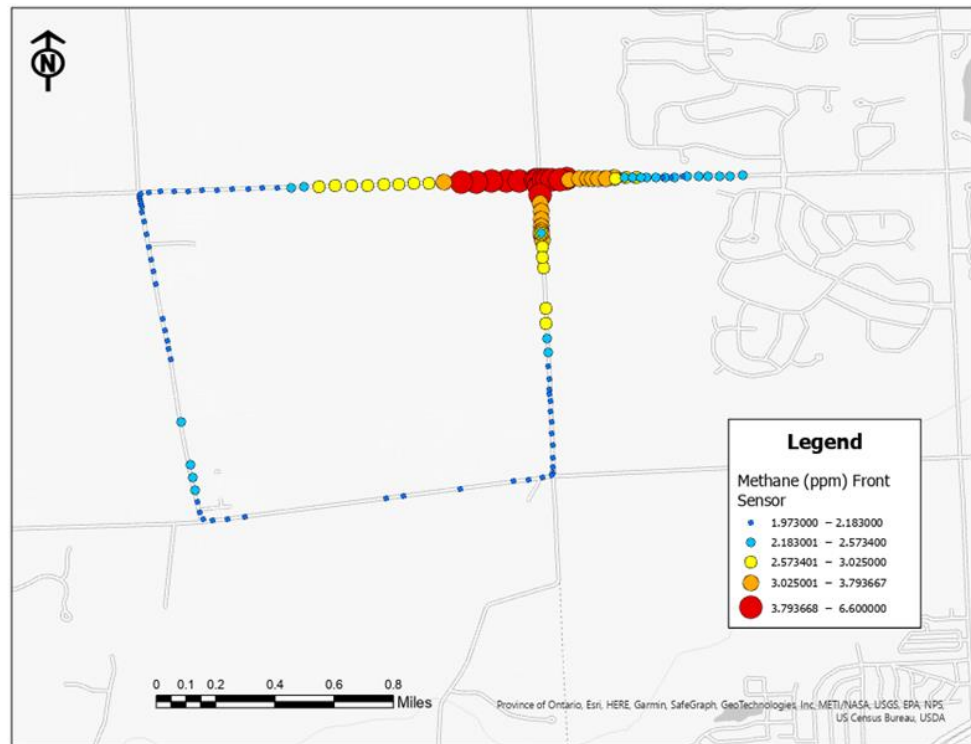 N
Legend
Methane (ppm) Front
Sensor
1.973000 – 2.183000
2.183001 – 2.573400
2.573401 – 3.025000
3.025001 – 3.793667
3.793668 – 6.600000
0 0.1 0.2 0.4 0.6 0.8
Miles
Province of Ontario, Esri, HERE, Garmin, SafeGraph, GeoTechnologies, Inc, METI/NASA, USGS, EPA, NPS,
US Census Bureau, USDA